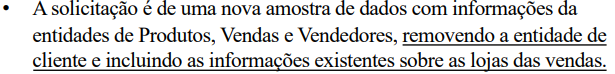 • A solicitação é de uma nova amostra de dados com informações da
entidades de Produtos, Vendas e Vendedores, removendo a entidade de
cliente e incluindo as informações existentes sobre as lojas das vendas.